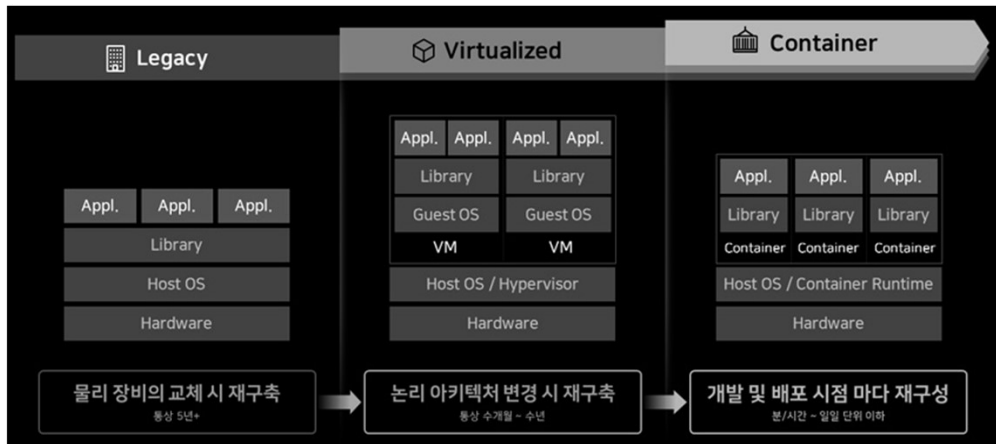 Legacy
Virtualized
Container
Appl. Appl. Appl.
Library
Host OS
Hardware
물리 장비의 교체 시 재구축
통상 5년+
Appl. Appl. Appl. Appl.
Library Library
Guest OS Guest OS
VM VM
Host OS / Hypervisor
Hardware
논리 아키텍처 변경 시 재구축
통상 수개월 ~ 수년
Appl. Appl. Appl.
Library Library Library
Container Container Container
Host OS / Container Runtime
Hardware
개발 및 배포 시점 마다 재구성
분/시간 ~ 일일 단위 이하